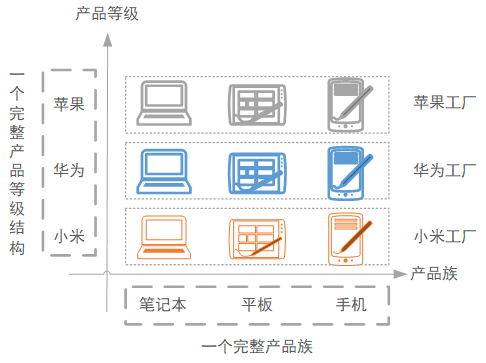 产品等级
一个完整产品等级结构
苹果
苹果工厂
华为
华为工厂
小米
小米工厂
产品族
笔记本
平板
手机
一个完整产品族